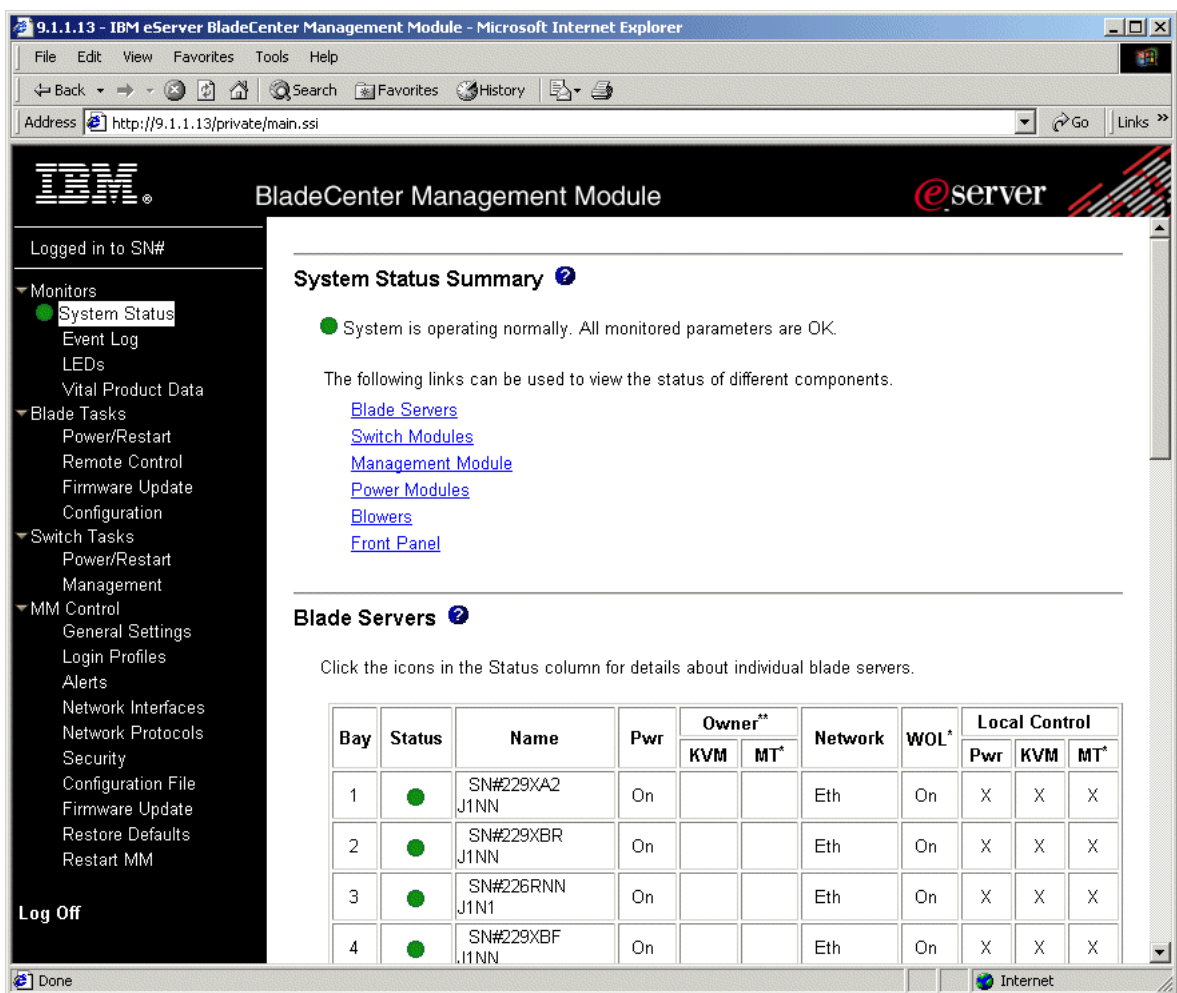 9.1.1.13 - IBM eServer BladeCenter Management Module - Microsoft Internet Explorer
File Edit View Favorites Tools Help
Back Search Favorites History
Address http://9.1.1.13/private/main.ssi Go Links »
IBM® BladeCenter Management Module eserver
Logged in to SN#
Monitors
System Status
Event Log
LEDs
Vital Product Data
Blade Tasks
Power/Restart
Remote Control
Firmware Update
Configuration
Switch Tasks
Power/Restart
Management
MM Control
General Settings
Login Profiles
Alerts
Network Interfaces
Network Protocols
Security
Configuration File
Firmware Update
Restore Defaults
Restart MM
Log Off
System Status Summary ?
System is operating normally. All monitored parameters are OK.
The following links can be used to view the status of different components.
Blade Servers
Switch Modules
Management Module
Power Modules
Blowers
Front Panel
Blade Servers ?
Click the icons in the Status column for details about individual blade servers.
Bay Status Name Pwr Owner** Network WOL* Local Control
KVM MT* Pwr KVM MT*
1 SN#229XA2 J1NN On Eth On X X X
2 SN#229XBR J1NN On Eth On X X X
3 SN#226RNN J1N1 On Eth On X X X
4 SN#229XBF J1NN On Eth On X X X
Done Internet